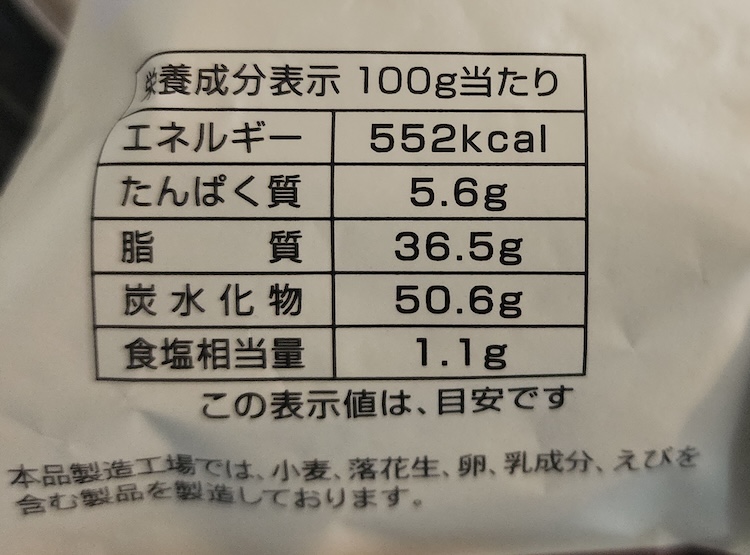 栄養成分表示 100g当たり
エネルギー 552kcal
たんぱく質 5.6g
脂質 36.5g
炭水化物 50.6g
食塩相当量 1.1g
この表示値は、目安です
本品製造工場では、小麦、落花生、卵、乳成分、えびを
含む製品を製造しております。